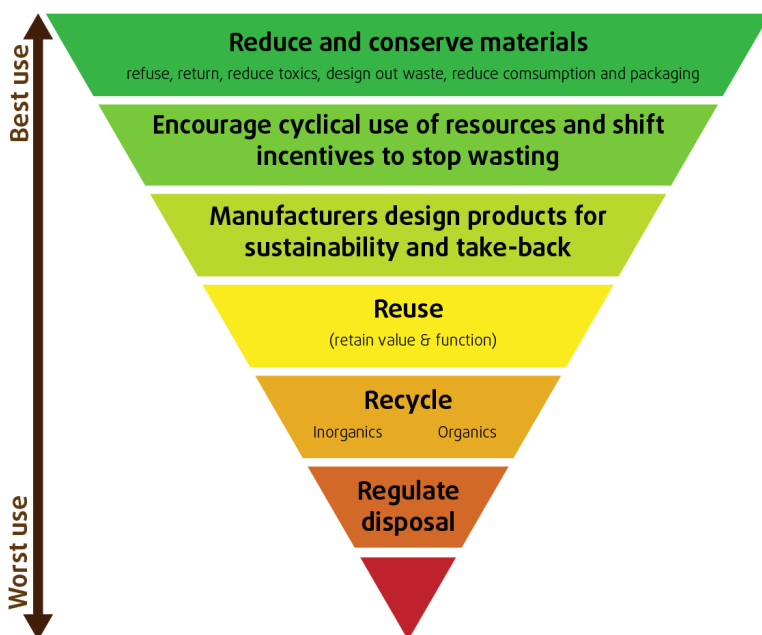 Best use
Reduce and conserve materials
refuse, return, reduce toxics, design out waste, reduce comsumption and packaging
Encourage cyclical use of resources and shift
incentives to stop wasting
Manufacturers design products for
sustainability and take-back
Reuse
(retain value & function)
Recycle
Inorganics Organics
Regulate
disposal
Worst use